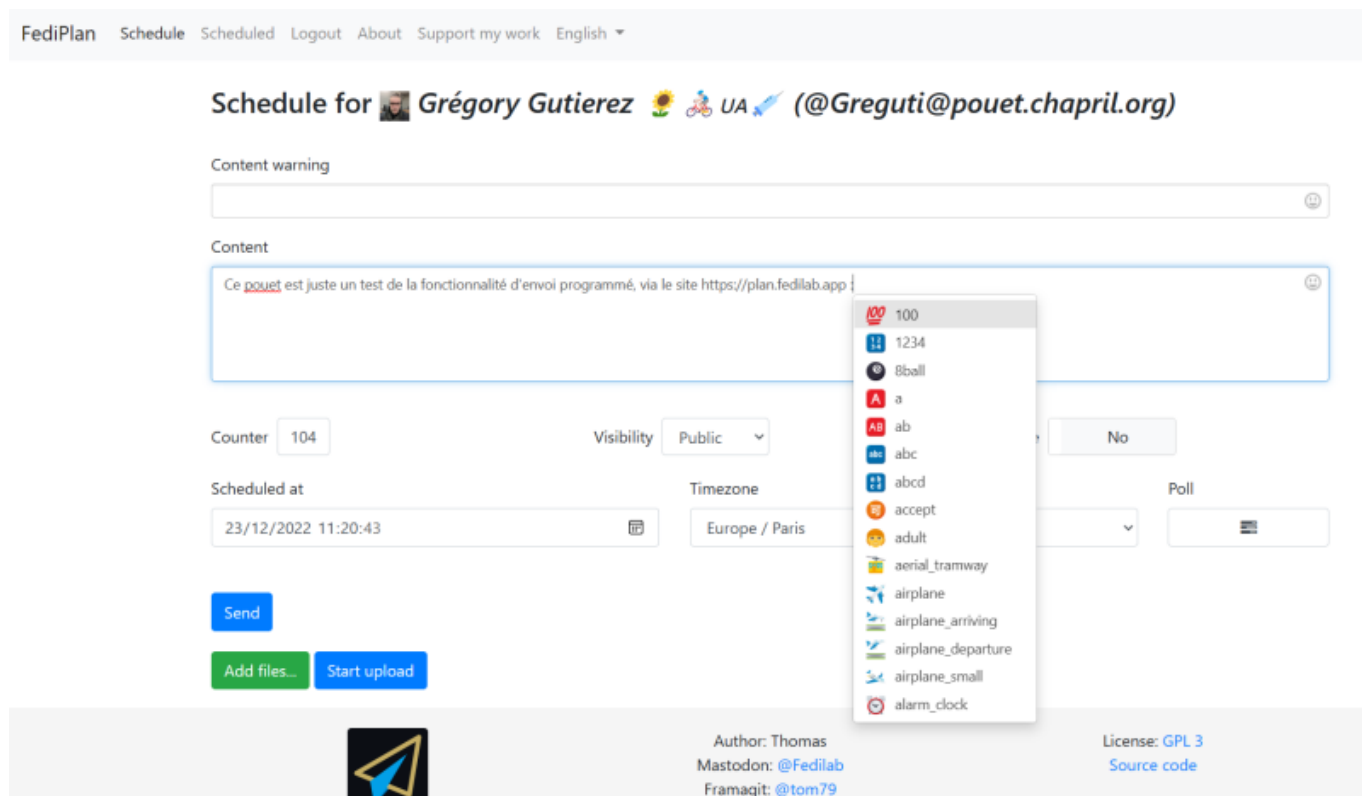 FediPlan Schedule Scheduled Logout About Support my work English
Schedule for Grégory Gutierez 🌻 🚴 UA 💉 (@Greguti@pouet.chapril.org)
Content warning
Content
Ce pouet est juste un test de la fonctionnalité d'envoi programmé, via le site https://plan.fedilab.app :
100
1234
8ball
a
ab
abc
abcd
accept
adult
aerial_tramway
airplane
airplane_arriving
airplane_departure
airplane_small
alarm_clock
Counter 104 Visibility Public No
Scheduled at Timezone Poll
23/12/2022 11:20:43 Europe / Paris
Send
Add files... Start upload
Author: Thomas License: GPL 3
Mastodon: @Fedilab Source code
Framagit: @tom79